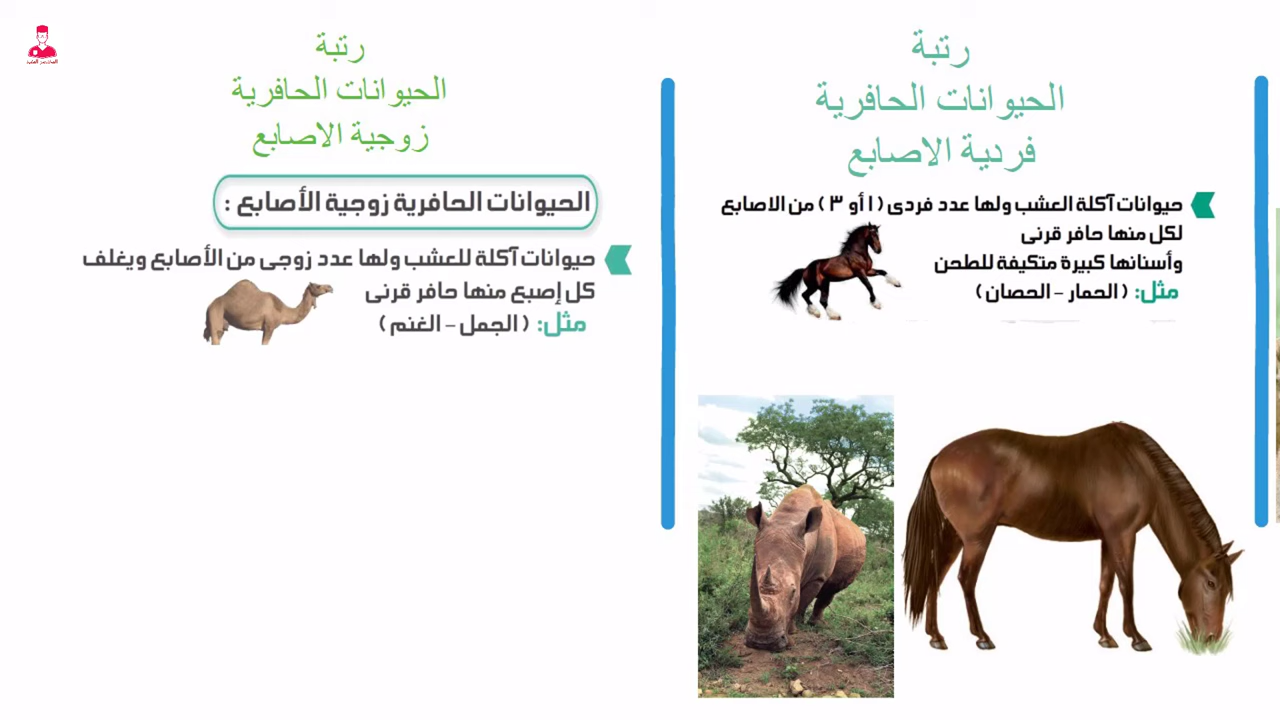 رتبة
الحيوانات الحافرية
فردية الاصابع
حيوانات آكلة العشب ولها عدد فردى ( ١ أو ٣ ) من الاصابع
لكل منها حافر قرنى
وأسنانها كبيرة متكيفة للطحن
مثل: ( الحمار – الحصان )
رتبة
الحيوانات الحافرية
زوجية الاصابع
الحيوانات الحافرية زوجية الأصابع :
حيوانات آكلة للعشب ولها عدد زوجى من الأصابع ويغلف
كل إصبع منها حافر قرنى
مثل: ( الجمل – الغنم )